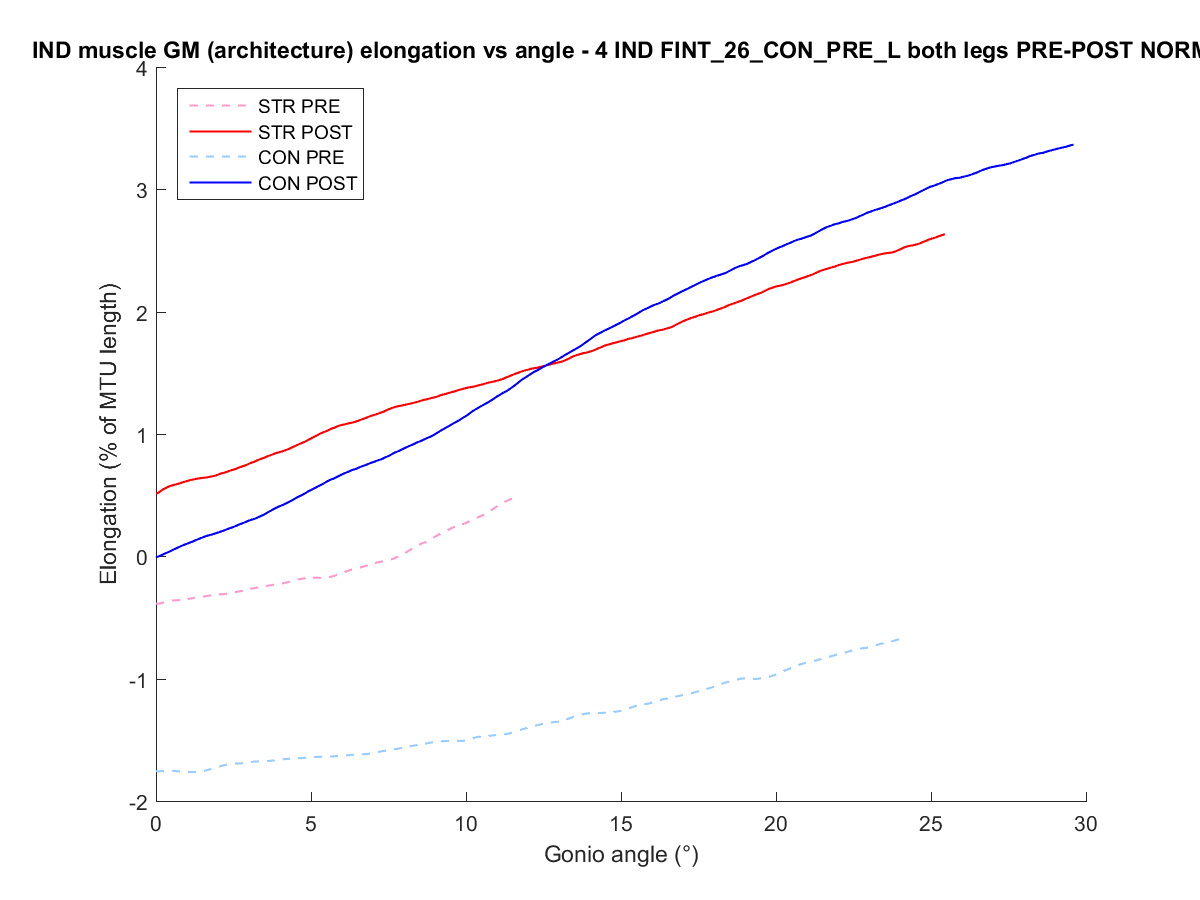 IND muscle GM (architecture) elongation vs angle - 4 IND FINT_26_CON_PRE_L both legs PRE-POST NORM
4
3
2
1
0
-1
-2
Elongation (% of MTU length)
STR PRE
STR POST
CON PRE
CON POST
0 5 10 15 20 25 30
Gonio angle (°)